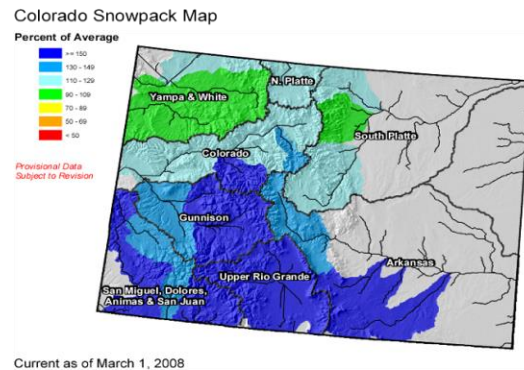 Colorado Snowpack Map
Percent of Average
>= 150
130 - 149
110 - 129
90 - 109
70 - 89
50 - 69
< 50
Provisional Data
Subject to Revision
N. Platte
Yampa & White
South Platte
Colorado
Gunnison
Arkansas
Upper Rio Grande
San Miguel, Dolores,
Animas & San Juan
Current as of March 1, 2008